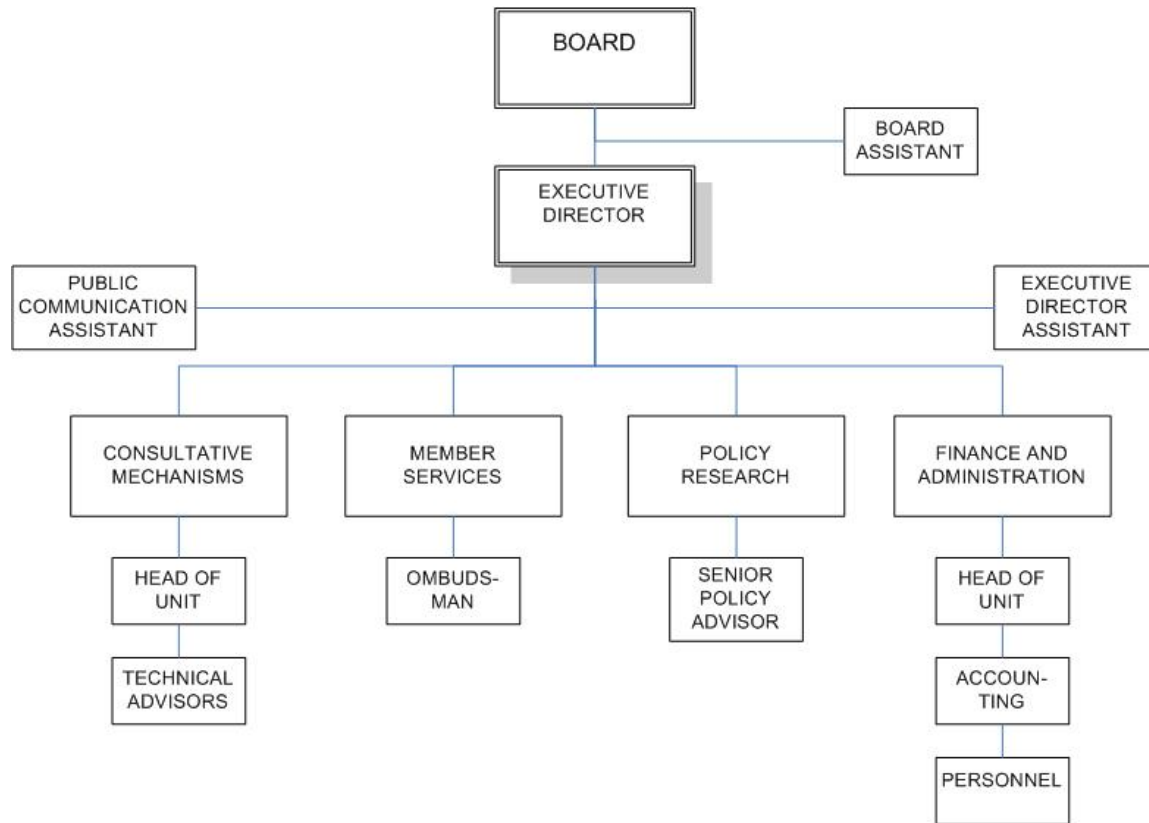 BOARD
BOARD
ASSISTANT
EXECUTIVE
DIRECTOR
PUBLIC
COMMUNICATION
ASSISTANT
EXECUTIVE
DIRECTOR
ASSISTANT
CONSULTATIVE
MECHANISMS
MEMBER
SERVICES
POLICY
RESEARCH
FINANCE AND
ADMINISTRATION
HEAD OF
UNIT
OMBUDS-
MAN
SENIOR
POLICY
ADVISOR
HEAD OF
UNIT
TECHNICAL
ADVISORS
ACCOUN-
TING
PERSONNEL